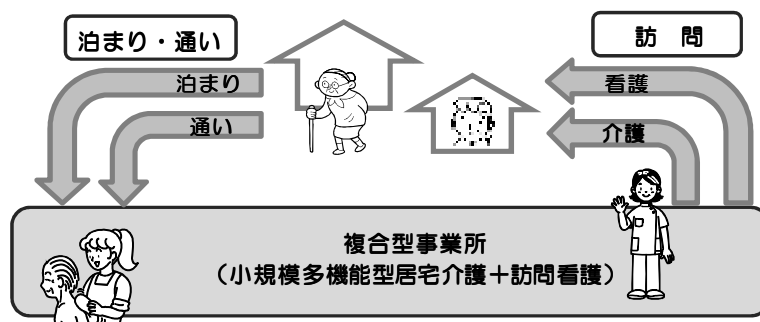 泊まり・通い
訪　問
泊まり
看護
通い
介護
複合型事業所
（小規模多機能型居宅介護＋訪問看護）